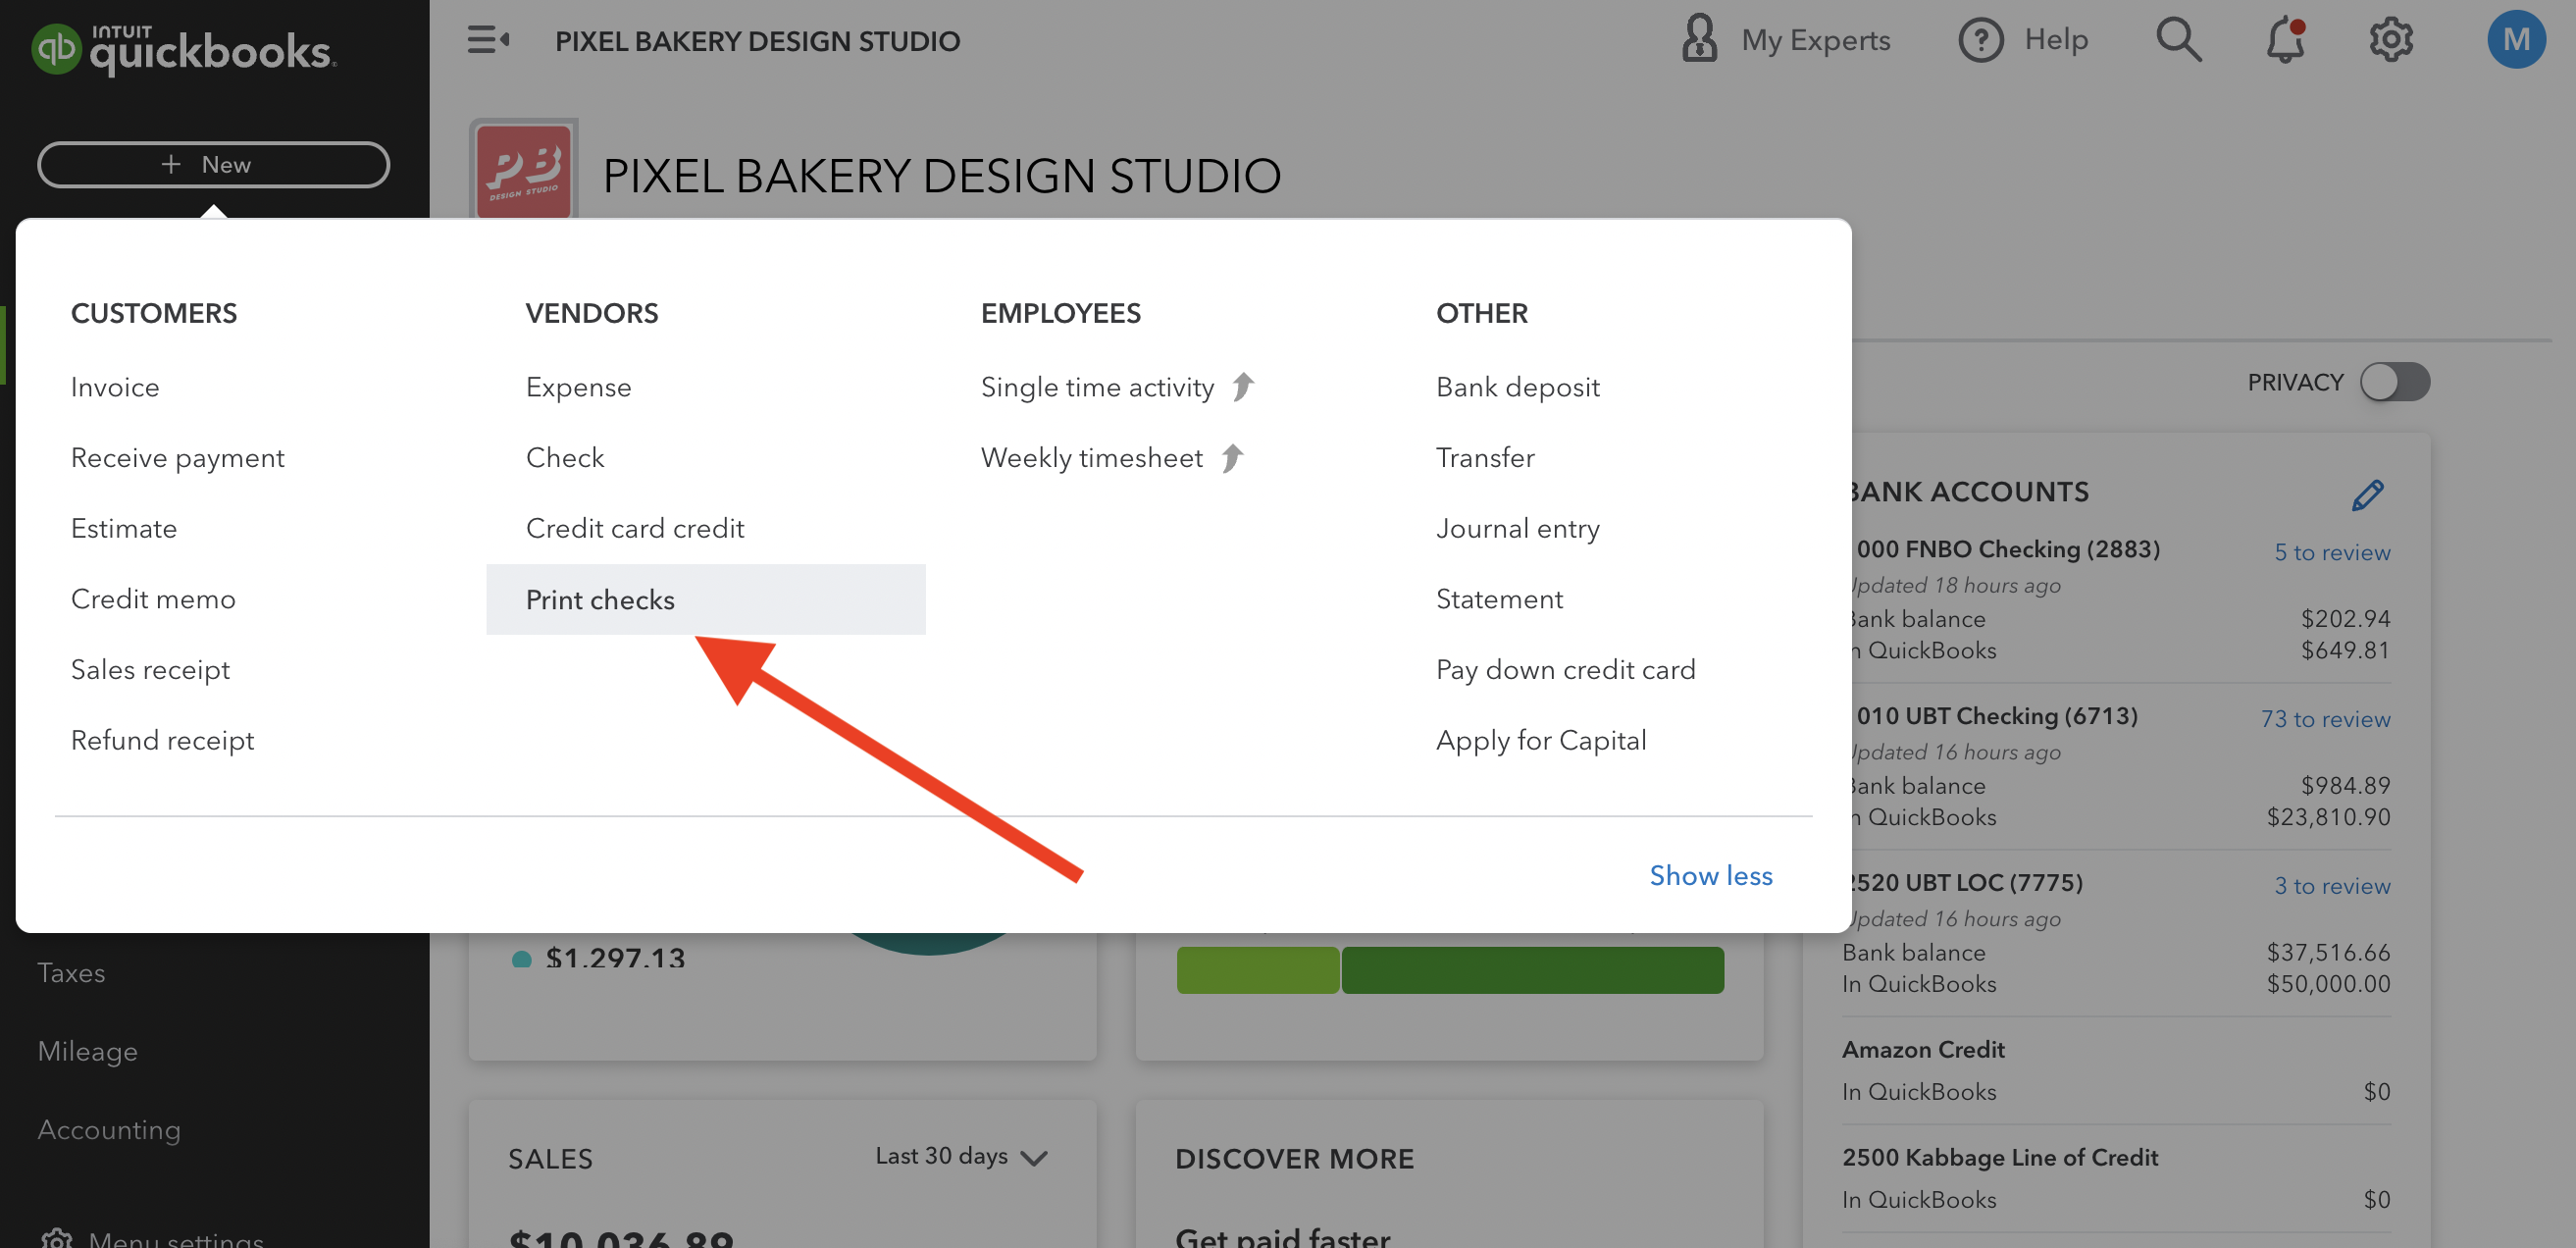 INTUIT
quickbooks.
PIXEL BAKERY DESIGN STUDIO
My Experts
Help
M
+ New
PB
DESIGN STUDIO
PIXEL BAKERY DESIGN STUDIO
CUSTOMERS
Invoice
Receive payment
Estimate
Credit memo
Sales receipt
Refund receipt
VENDORS
Expense
Check
Credit card credit
Print checks
EMPLOYEES
Single time activity
Weekly timesheet
OTHER
Bank deposit
Transfer
Journal entry
Statement
Pay down credit card
Apply for Capital
Show less
PRIVACY
BANK ACCOUNTS
000 FNBO Checking (2883) 5 to review
Updated 18 hours ago
Bank balance $202.94
In QuickBooks $649.81
010 UBT Checking (6713) 73 to review
Updated 16 hours ago
Bank balance $984.89
In QuickBooks $23,810.90
2520 UBT LOC (7775) 3 to review
Updated 16 hours ago
Bank balance $37,516.66
In QuickBooks $50,000.00
Amazon Credit
In QuickBooks $0
2500 Kabbage Line of Credit
In QuickBooks $0
$1,297.13
Taxes
Mileage
Accounting
Menu settings
SALES Last 30 days
$10,036.89
DISCOVER MORE
Get paid faster